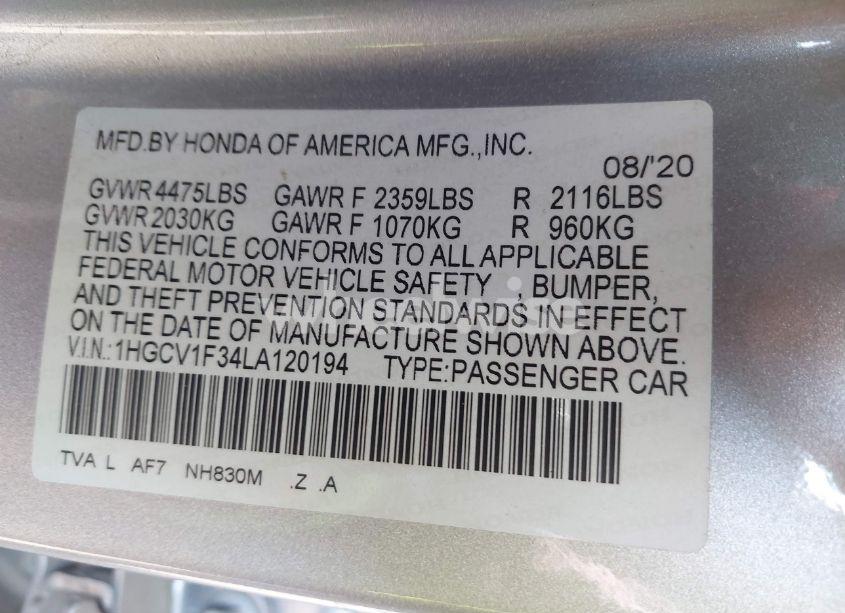 MFD.BY HONDA OF AMERICA MFG.,INC.
08/'20
GVWR 4475LBS GAWR F 2359LBS R 2116LBS
GVWR 2030KG GAWR F 1070KG R 960KG
THIS VEHICLE CONFORMS TO ALL APPLICABLE
FEDERAL MOTOR VEHICLE SAFETY , BUMPER,
AND THEFT PREVENTION STANDARDS IN EFFECT
ON THE DATE OF MANUFACTURE SHOWN ABOVE.
V.I.N.:1HGCV1F34LA120194 TYPE:PASSENGER CAR
TVA L AF7 NH830M .Z .A